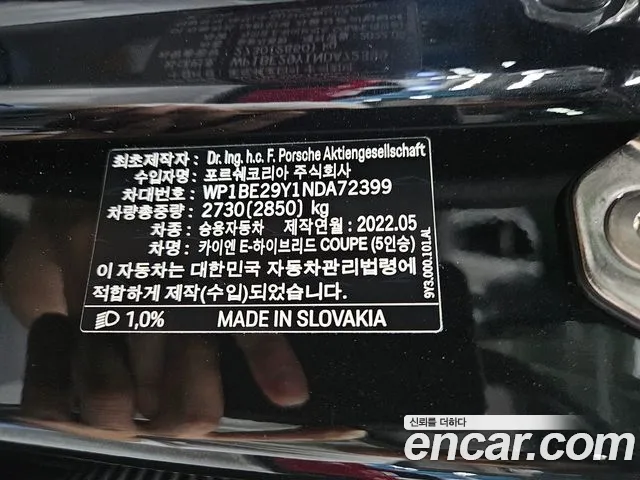 최초제작자 : Dr. Ing. h.c. F. Porsche Aktiengesellschaft
수입자명 : 포르쉐코리아 주식회사
차대번호 : WP1BE29Y1NDA72399
차량총중량 : 2730(2850) kg
차종 : 승용자동차 제작연월 : 2022.05
차명 : 카이엔 E-하이브리드 COUPE (5인승)
이 자동차는 대한민국 자동차관리법령에
적합하게 제작(수입)되었습니다.
1,0% MADE IN SLOVAKIA
9Y3.000.101.AL
신뢰를 더하다
encar.com